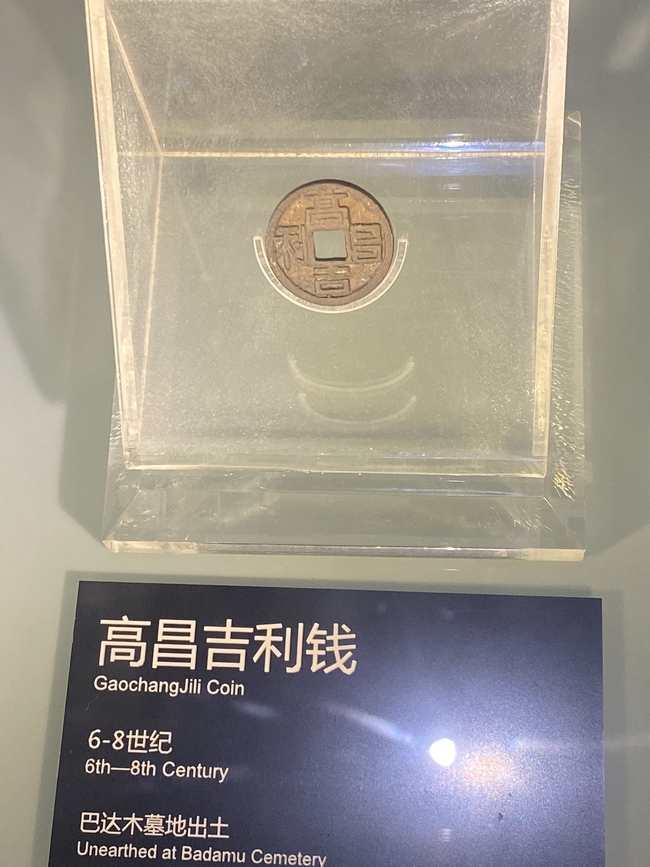 高
昌
吉
利
高昌吉利钱
GaochangJili Coin
6-8世纪
6th—8th Century
巴达木墓地出土
Unearthed at Badamu Cemetery